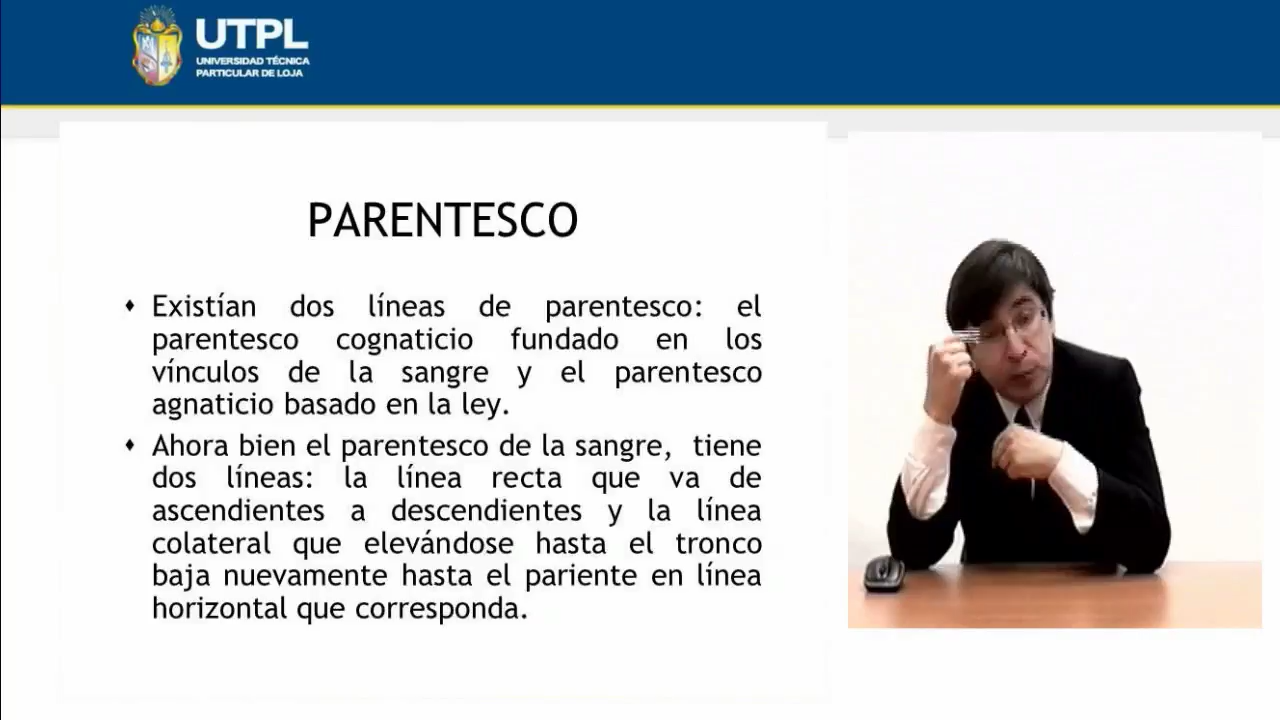 UTPL
UNIVERSIDAD TÉCNICA
PARTICULAR DE LOJA
PARENTESCO
Existían dos líneas de parentesco: el
parentesco cognaticio fundado en los
vínculos de la sangre y el parentesco
agnaticio basado en la ley.
Ahora bien el parentesco de la sangre, tiene
dos líneas: la línea recta que va de
ascendientes a descendientes y la línea
colateral que elevándose hasta el tronco
baja nuevamente hasta el pariente en línea
horizontal que corresponda.